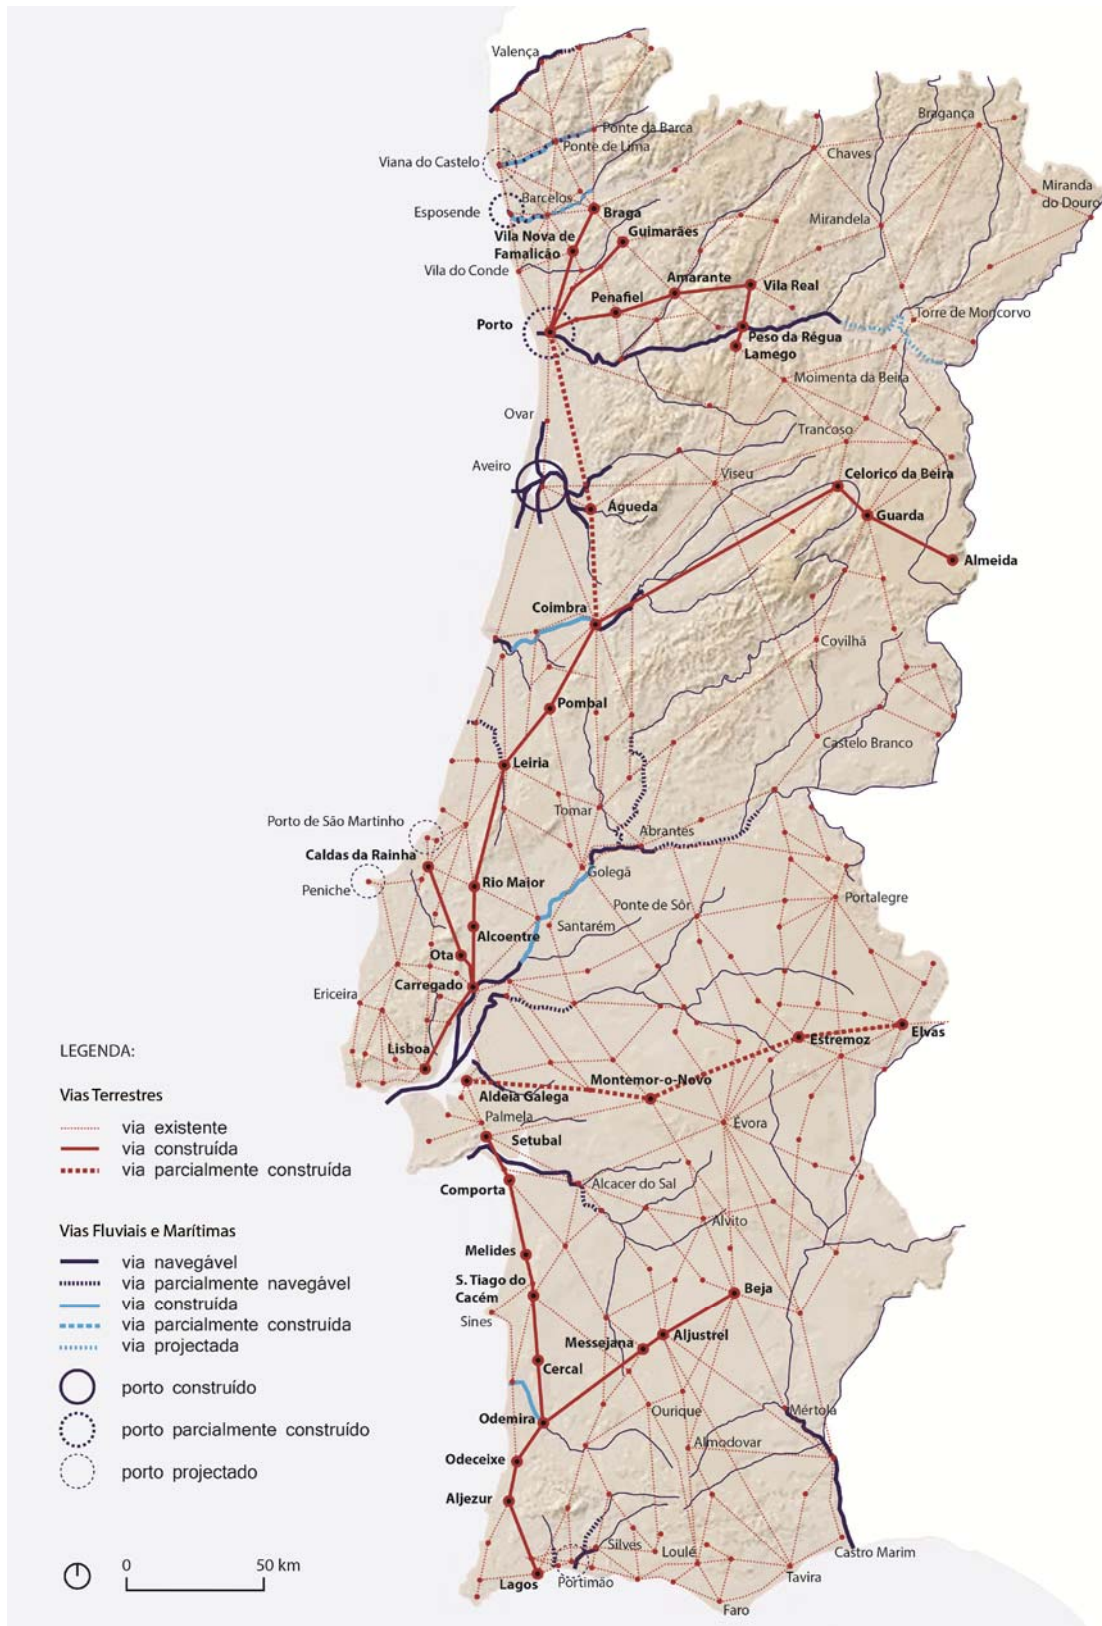 Valença
Bragança
Ponte da Barca
Ponte de Lima
Chaves
Viana do Castelo
Miranda
do Douro
Barcelos
Esposende
Braga
Mirandela
Guimarães
Vila Nova de
Famalicão
Vila do Conde
Amarante
Vila Real
Penafiel
Torre de Moncorvo
Porto
Peso da Régua
Lamego
Moimenta da Beira
Ovar
Trancoso
Aveiro
Viseu
Celorico da Beira
Águeda
Guarda
Almeida
Coimbra
Covilhã
Pombal
Castelo Branco
Leiria
Tomar
Porto de São Martinho
Abrantes
Caldas da Rainha
Golegã
Peniche
Rio Maior
Portalegre
Ponte de Sôr
Santarém
Alcoentre
Ota
Carregado
Ericeira
Elvas
Estremoz
Lisboa
Montemor-o-Novo
Aldeia Galega
Palmela
Évora
Setubal
Comporta
Alcacer do Sal
Alvito
Melides
S. Tiago do
Cacém
Beja
Sines
Aljustrel
Messejana
Cercal
Odemira
Ourique
Mértola
Almodovar
Odeceixe
Aljezur
Silves
Loulé
Castro Marim
Lagos
Portimão
Tavira
Faro
LEGENDA:
Vias Terrestres
via existente
via construída
via parcialmente construída
Vias Fluviais e Marítimas
via navegável
via parcialmente navegável
via construída
via parcialmente construída
via projectada
porto construído
porto parcialmente construído
porto projectado
0 50 km